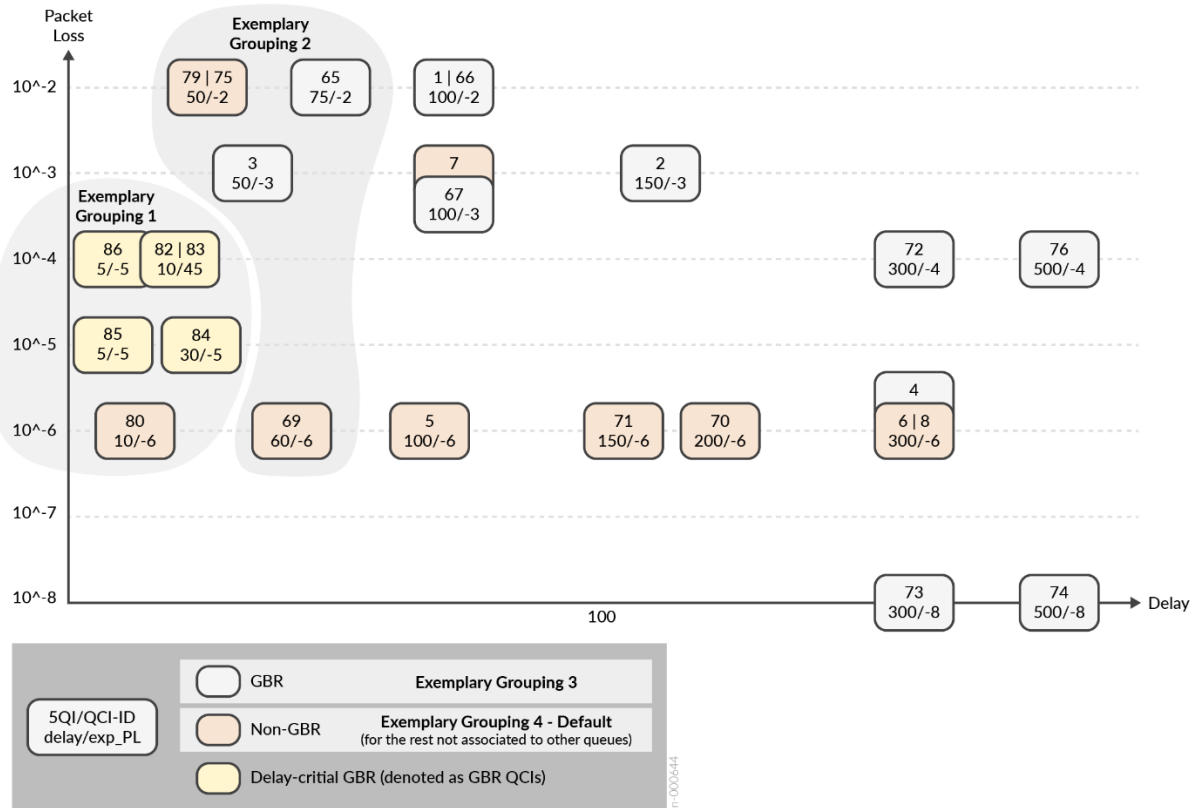 Packet
Loss
Exemplary
Grouping 2
10^-2
79 | 75
50/-2
65
75/-2
1 | 66
100/-2
10^-3
3
50/-3
7
67
100/-3
2
150/-3
Exemplary
Grouping 1
10^-4
86
5/-5
82 | 83
10/45
72
300/-4
76
500/-4
10^-5
85
5/-5
84
30/-5
10^-6
80
10/-6
69
60/-6
5
100/-6
71
150/-6
70
200/-6
4
6 | 8
300/-6
10^-7
10^-8
73
300/-8
74
500/-8
Delay
100
5QI/QCI-ID
delay/exp_PL
GBR
Exemplary Grouping 3
Non-GBR
Exemplary Grouping 4 - Default
(for the rest not associated to other queues)
Delay-critial GBR (denoted as GBR QCIs)
n-000644